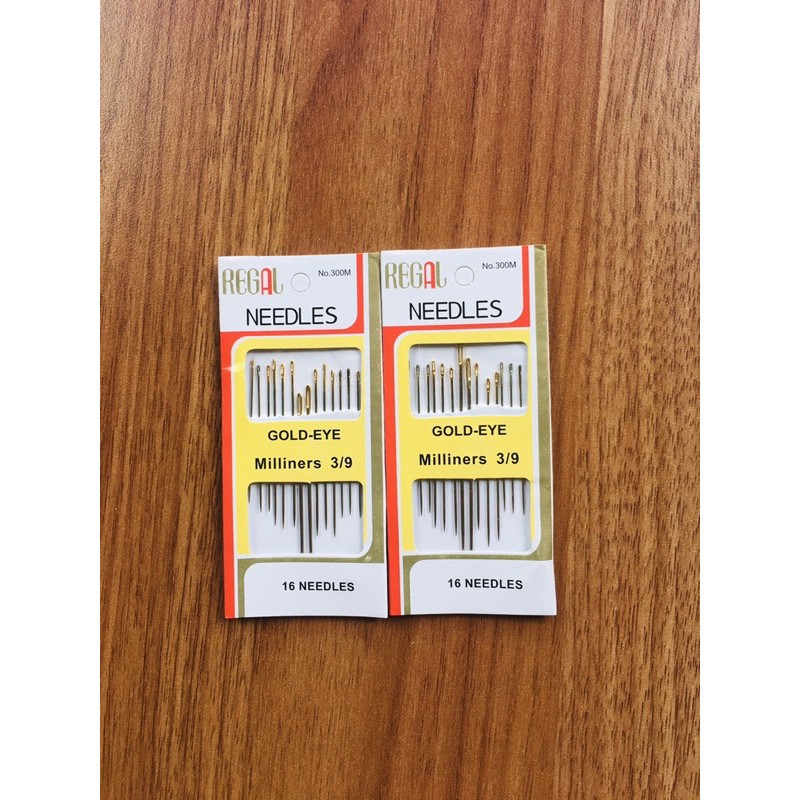 REGAL
No.300M
NEEDLES
GOLD-EYE
Milliners 3/9
16 NEEDLES
REGAL
No.300M
NEEDLES
GOLD-EYE
Milliners 3/9
16 NEEDLES